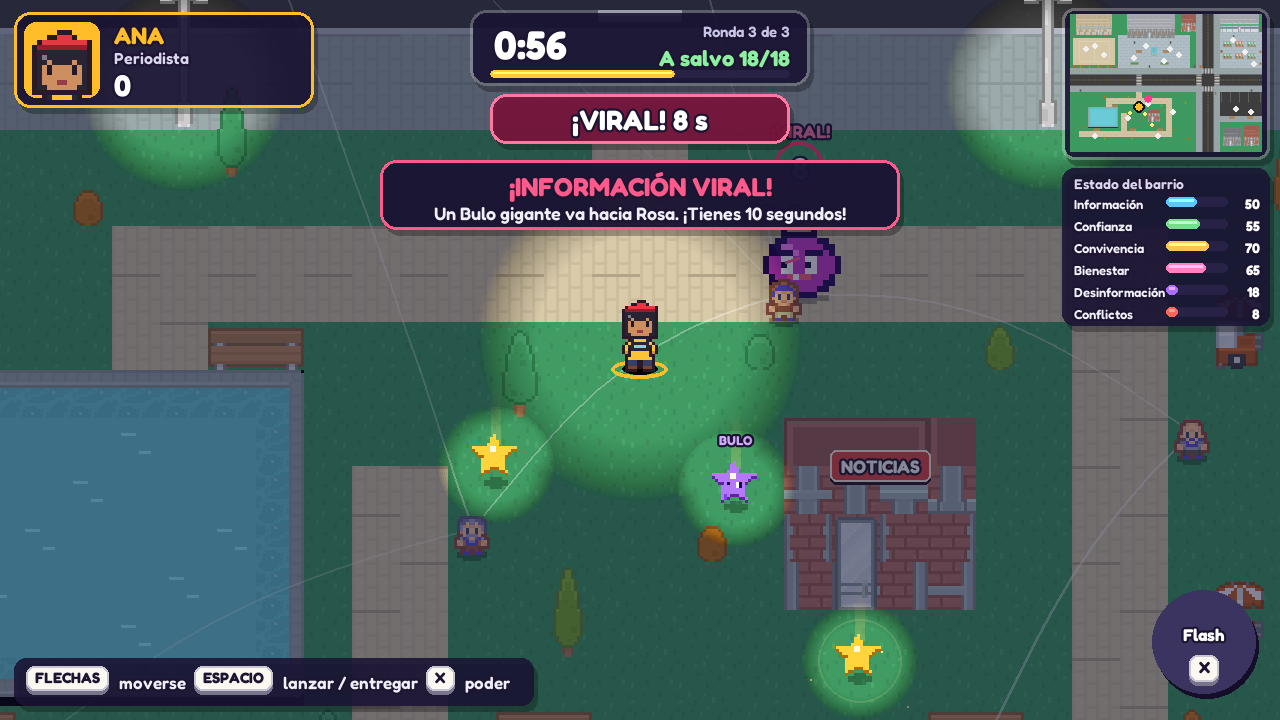 ANA
Periodista
0
0:56
Ronda 3 de 3
A salvo 18/18
¡VIRAL! 8 s
¡INFORMACIÓN VIRAL!
Un Bulo gigante va hacia Rosa. ¡Tienes 10 segundos!
Estado del barrio
Información 50
Confianza 55
Convivencia 70
Bienestar 65
Desinformación 18
Conflictos 8
BULO
NOTICIAS
FLECHAS moverse ESPACIO lanzar / entregar X poder
Flash
X